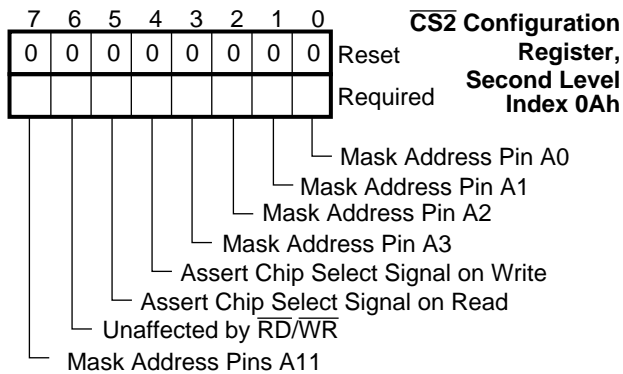 7 6 5 4 3 2 1 0
C̅S̅2̅ Configuration
Register,
Second Level
Index 0Ah
0 0 0 0 0 0 0 0 Reset
Required
Mask Address Pin A0
Mask Address Pin A1
Mask Address Pin A2
Mask Address Pin A3
Assert Chip Select Signal on Write
Assert Chip Select Signal on Read
Unaffected by R̅D̅/W̅R̅
Mask Address Pins A11